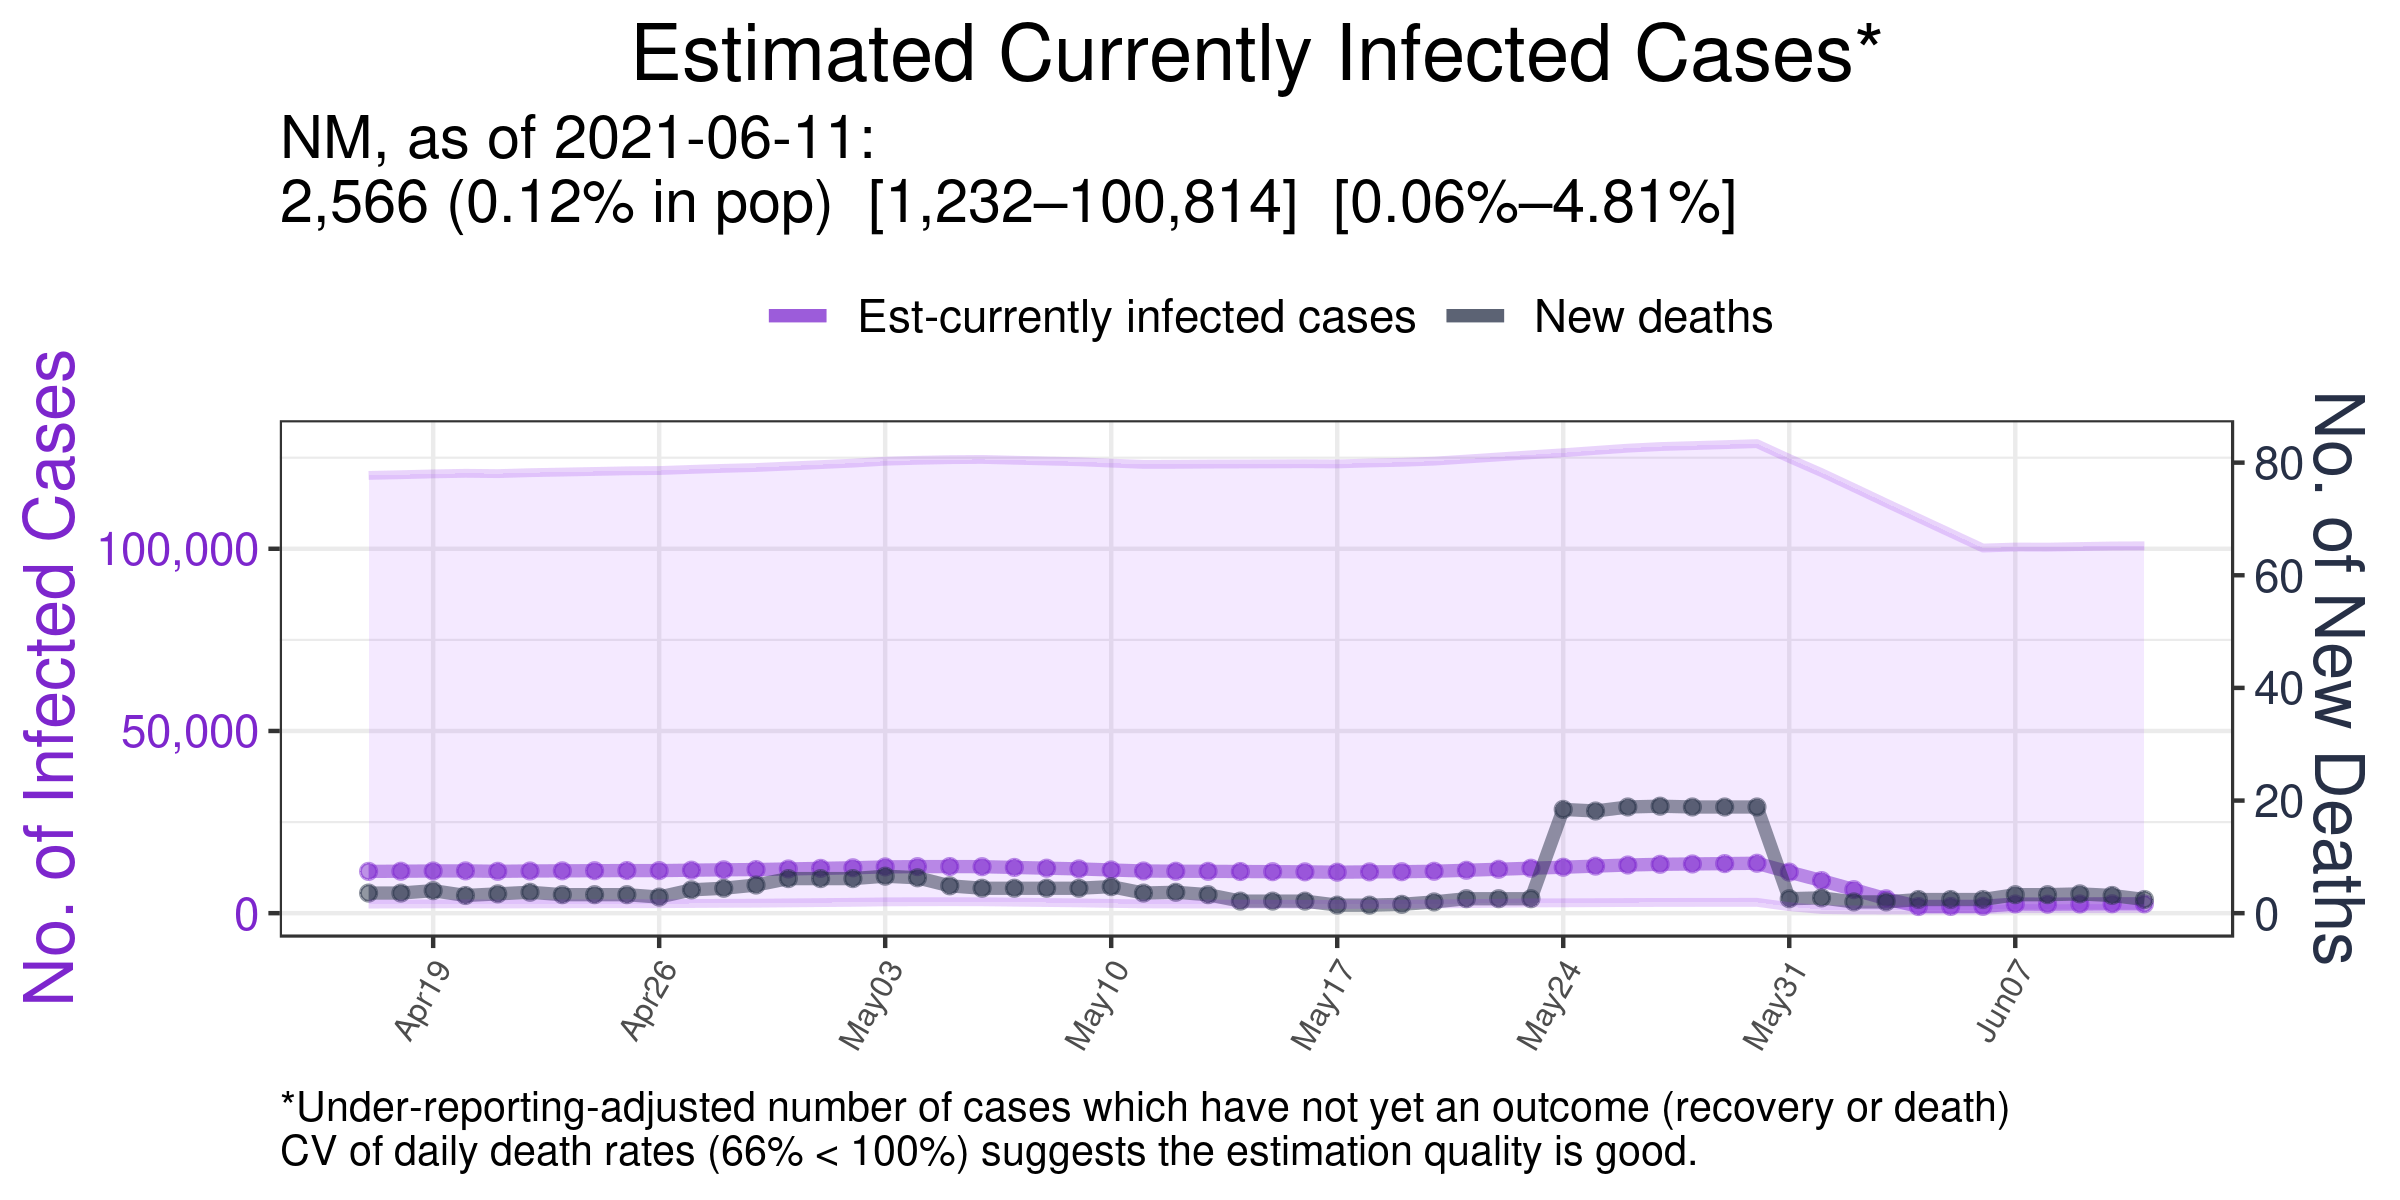 Estimated Currently Infected Cases*
NM, as of 2021-06-11:
2,566 (0.12% in pop)  [1,232–100,814]  [0.06%–4.81%]
Est-currently infected cases
New deaths
No. of Infected Cases
100,000
50,000
0
80
60
40
20
0
No. of New Deaths
Apr19
Apr26
May03
May10
May17
May24
May31
Jun07
*Under-reporting-adjusted number of cases which have not yet an outcome (recovery or death)
CV of daily death rates (66% < 100%) suggests the estimation quality is good.